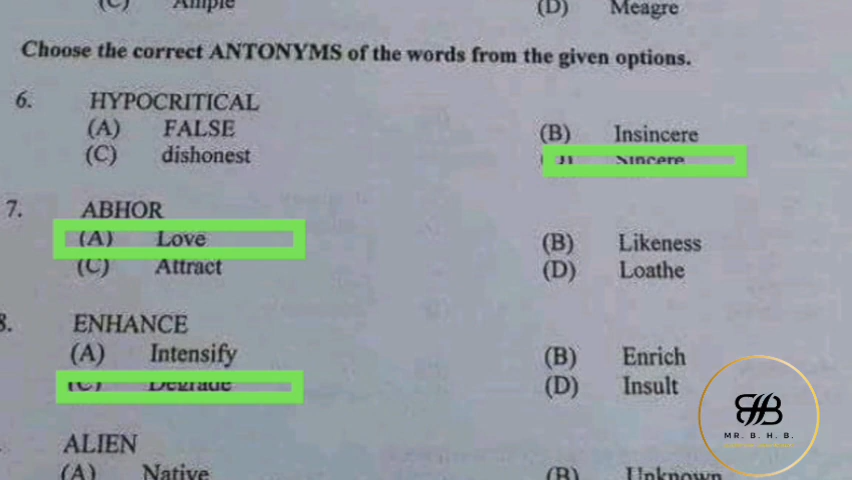 (C) Ample (D) Meagre
Choose the correct ANTONYMS of the words from the given options.
6. HYPOCRITICAL
(A) FALSE (B) Insincere
(C) dishonest (D) Sincere
7. ABHOR
(A) Love (B) Likeness
(C) Attract (D) Loathe
8. ENHANCE
(A) Intensify (B) Enrich
(C) Degrade (D) Insult
ALIEN
(A) Native (B) Unknown
MR. B. H. B.